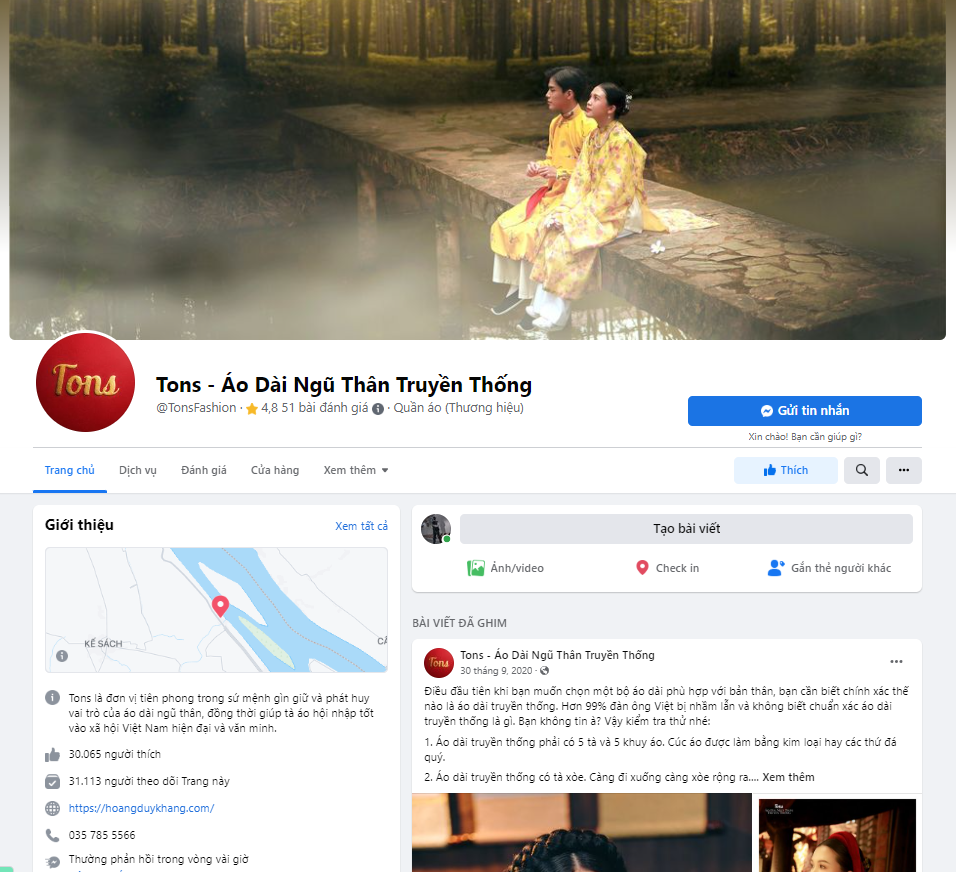 Tons
Tons - Áo Dài Ngũ Thân Truyền Thống
@TonsFashion · 4,8 51 bài đánh giá · Quần áo (Thương hiệu)
Gửi tin nhắn
Xin chào! Bạn cần giúp gì?
Trang chủ Dịch vụ Đánh giá Cửa hàng Xem thêm
Thích
Giới thiệu
Xem tất cả
KẾ SÁCH
Tons là đơn vị tiên phong trong sứ mệnh gìn giữ và phát huy
vai trò của áo dài ngũ thân, đồng thời giúp tà áo hội nhập tốt
vào xã hội Việt Nam hiện đại và văn minh.
30.065 người thích
31.113 người theo dõi Trang này
https://hoangduykhang.com/
035 785 5566
Thường phản hồi trong vòng vài giờ
Tạo bài viết
Ảnh/video Check in Gắn thẻ người khác
BÀI VIẾT ĐÃ GHIM
Tons
Tons - Áo Dài Ngũ Thân Truyền Thống
30 tháng 9, 2020 ·
Điều đầu tiên khi bạn muốn chọn một bộ áo dài phù hợp với bản thân, bạn cần biết chính xác thế
nào là áo dài truyền thống. Hơn 99% đàn ông Việt bị nhầm lẫn và không biết chuẩn xác áo dài
truyền thống là gì. Bạn không tin à? Vậy kiểm tra thử nhé:
1. Áo dài truyền thống phải có 5 tà và 5 khuy áo. Cúc áo được làm bằng kim loại hay các thứ đá
quý.
2. Áo dài truyền thống có tà xòe. Càng đi xuống càng xòe rộng ra.... Xem thêm
Tons